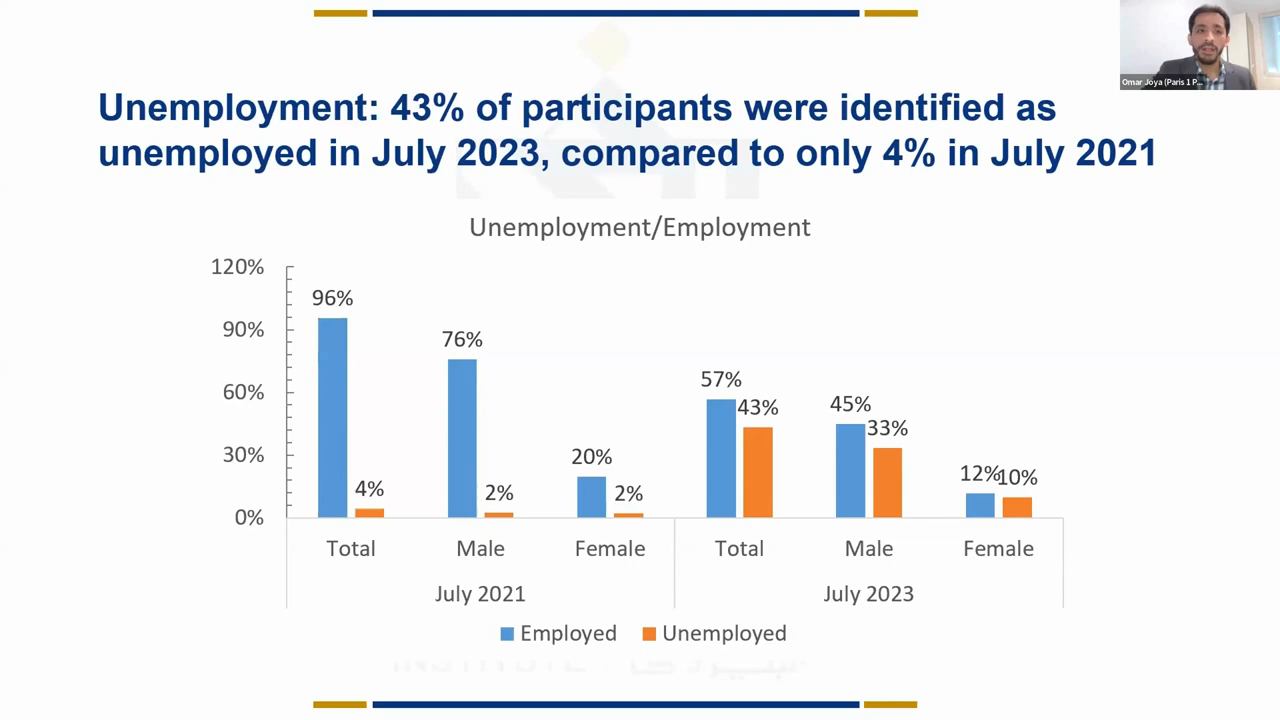 Omar Joya (Paris 1 P...
Unemployment: 43% of participants were identified as
unemployed in July 2023, compared to only 4% in July 2021
Unemployment/Employment
120%
90%
60%
30%
0%
96%
4%
76%
2%
20%
2%
57%
43%
45%
33%
12%
10%
Total Male Female Total Male Female
July 2021 July 2023
Employed Unemployed